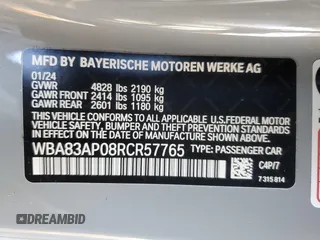 MFD BY BAYERISCHE MOTOREN WERKE AG
01/24
GVWR 4828 lbs 2190 kg
GAWR FRONT 2414 lbs 1095 kg
GAWR REAR 2601 lbs 1180 kg
THIS VEHICLE CONFORMS TO ALL APPLICABLE
U.S. FEDERAL MOTOR VEHICLE
SAFETY, BUMPER, AND THEFT
PREVENTION STANDARDS
IN EFFECT ON THE DATE OF
MANUFACTURE SHOWN ABOVE
WBA83AP08RCR57765
PASSENGER CAR
C4P/7
7 315 814
DREAMBID